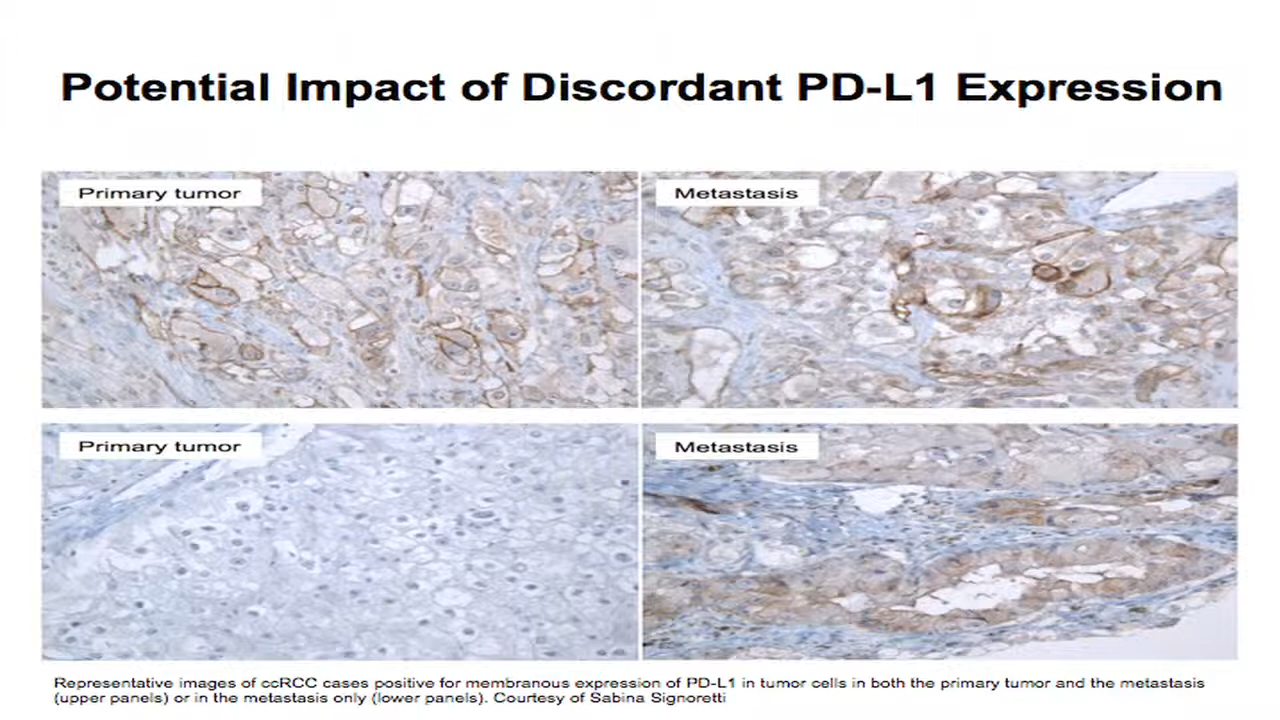 Potential Impact of Discordant PD-L1 Expression
Primary tumor
Metastasis
Primary tumor
Metastasis
Representative images of ccRCC cases positive for membranous expression of PD-L1 in tumor cells in both the primary tumor and the metastasis
(upper panels) or in the metastasis only (lower panels). Courtesy of Sabina Signoretti